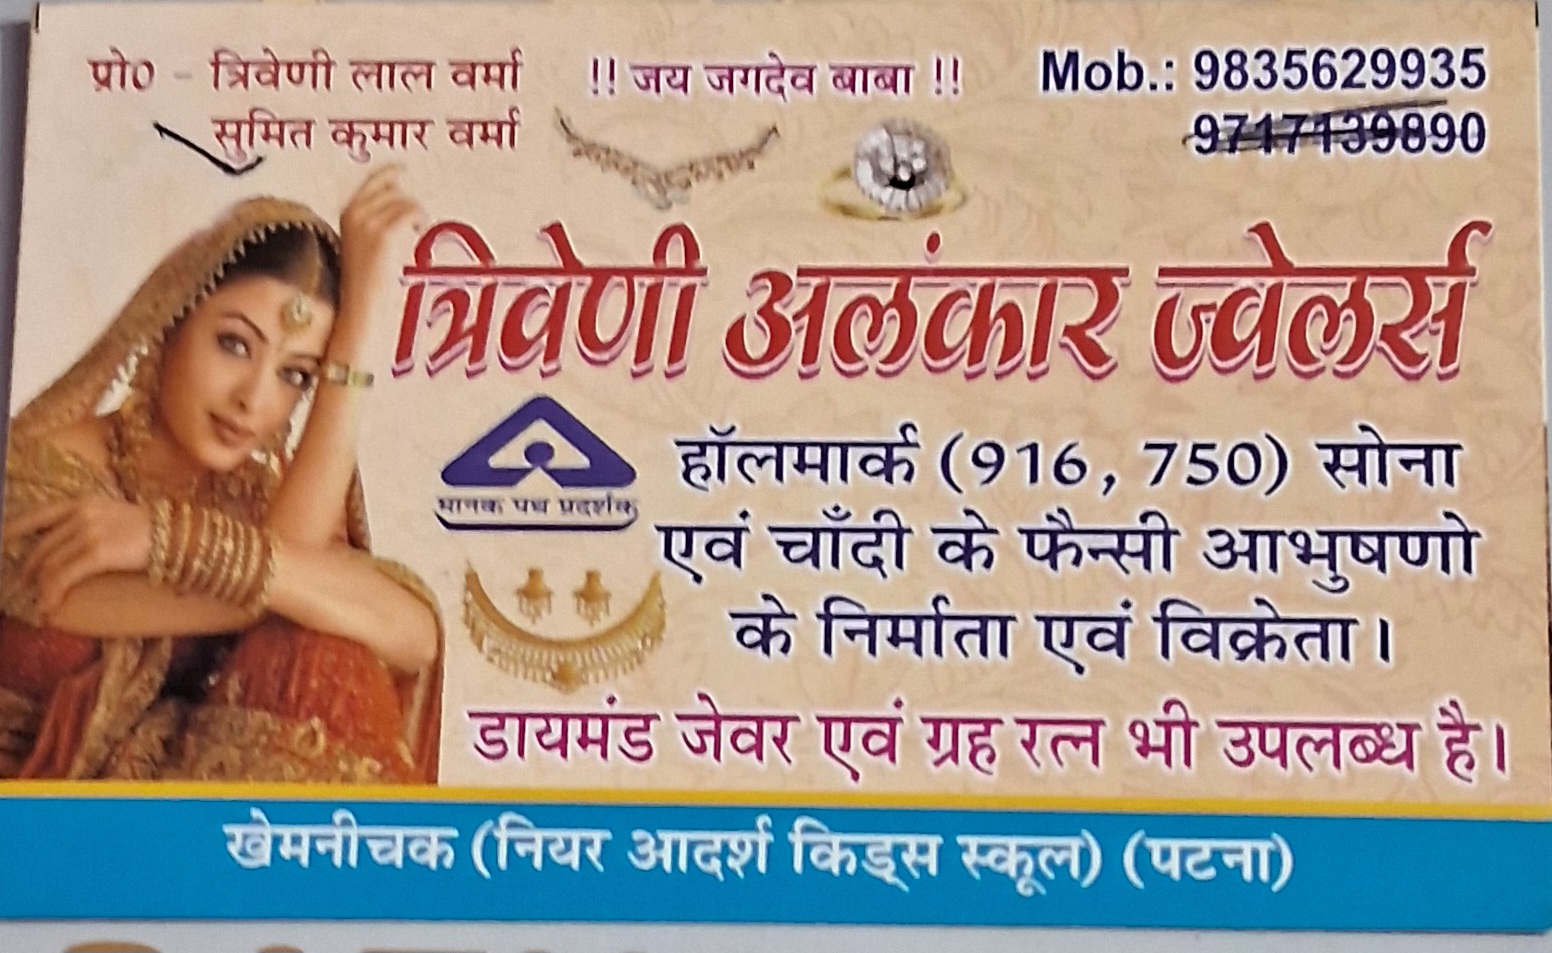 प्रो० - त्रिवेणी लाल वर्मा
सुमित कुमार वर्मा
!! जय जगदेव बाबा !!
Mob.: 9835629935
9717139890
त्रिवेणी अलंकार ज्वेलर्स
मानक पथ प्रदर्शक
हॉलमार्क (916, 750) सोना
एवं चाँदी के फैन्सी आभुषणो
के निर्माता एवं विक्रेता।
डायमंड जेवर एवं ग्रह रत्न भी उपलब्ध है।
खेमनीचक (नियर आदर्श किड्स स्कूल) (पटना)